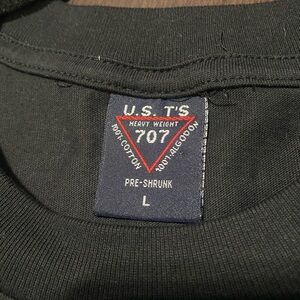 U.S. T'S
HEAVY WEIGHT
707
100% COTTON
100% ALGODON
PRE-SHRUNK
L